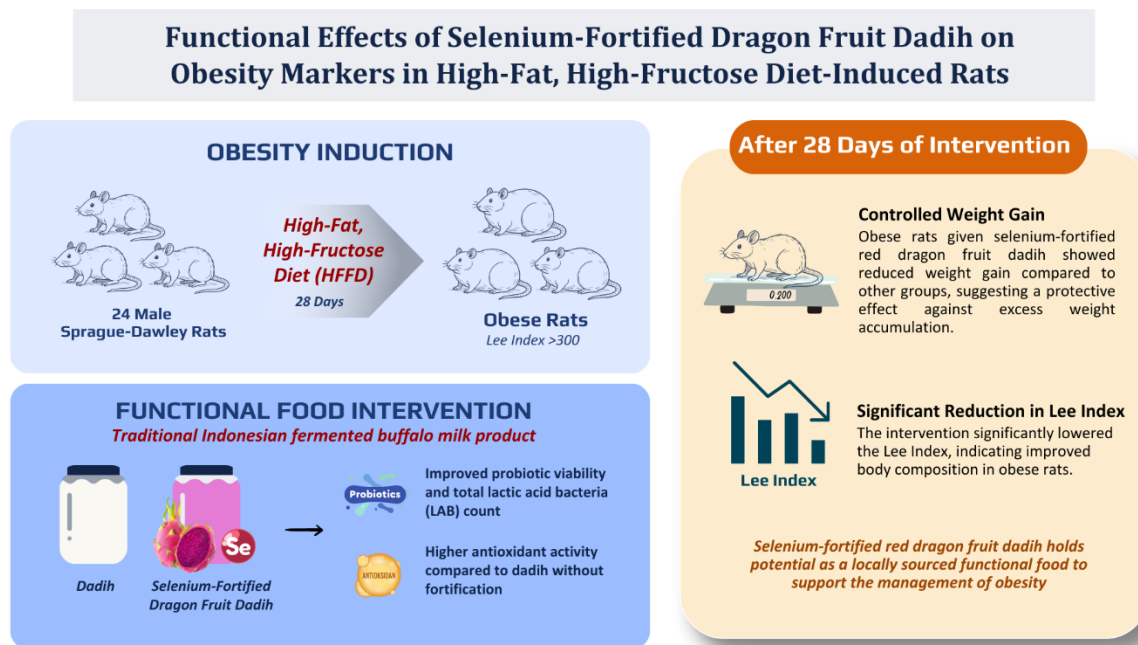 Functional Effects of Selenium-Fortified Dragon Fruit Dadih on
Obesity Markers in High-Fat, High-Fructose Diet-Induced Rats
OBESITY INDUCTION
24 Male
Sprague-Dawley Rats
High-Fat,
High-Fructose
Diet (HFFD)
28 Days
Obese Rats
Lee Index >300
FUNCTIONAL FOOD INTERVENTION
Traditional Indonesian fermented buffalo milk product
Dadih
Se
Selenium-Fortified
Dragon Fruit Dadih
Probiotics
Improved probiotic viability
and total lactic acid bacteria
(LAB) count
ANTIOKSIDAN
Higher antioxidant activity
compared to dadih without
fortification
After 28 Days of Intervention
0.200
Controlled Weight Gain
Obese rats given selenium-fortified
red dragon fruit dadih showed
reduced weight gain compared to
other groups, suggesting a protective
effect against excess weight
accumulation.
Lee Index
Significant Reduction in Lee Index
The intervention significantly lowered
the Lee Index, indicating improved
body composition in obese rats.
Selenium-fortified red dragon fruit dadih holds
potential as a locally sourced functional food to
support the management of obesity